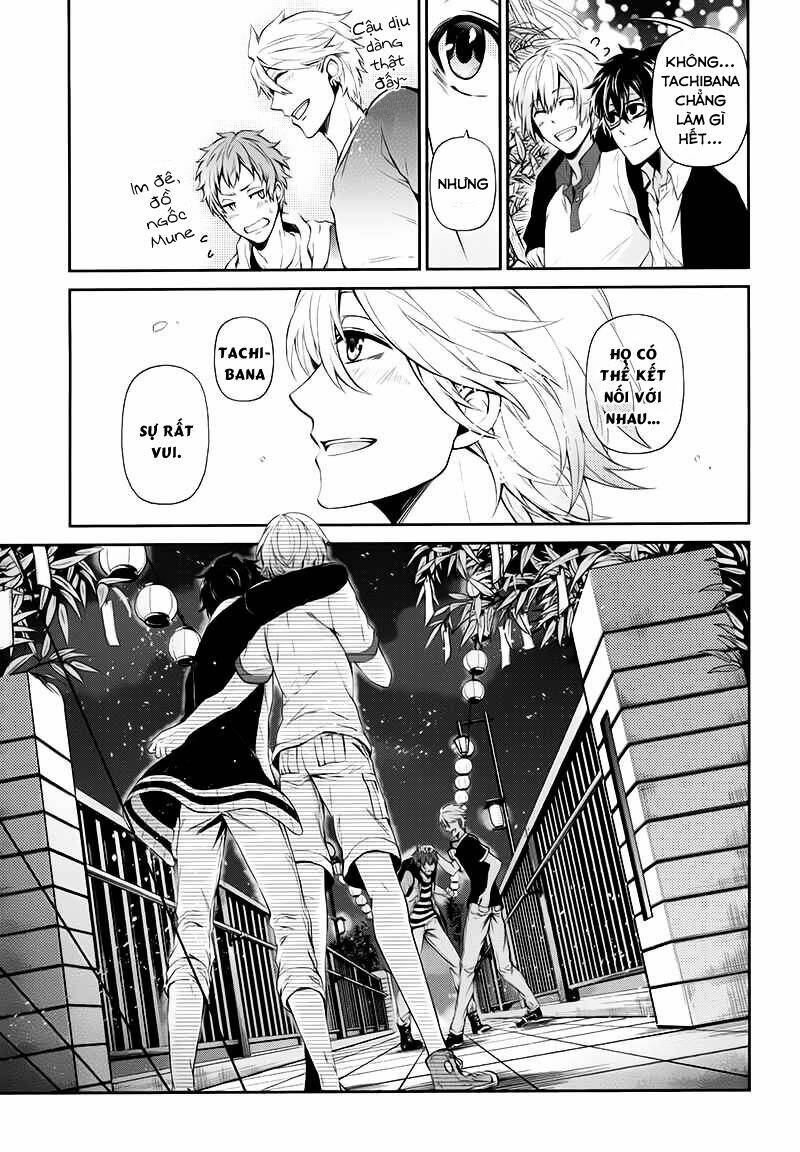 KHÔNG...
TACHIBANA
CHẲNG
LÀM GÌ
HẾT...
NHƯNG
Cậu dịu
dàng
thật
đấy~
Im đê,
đồ
ngốc
Mune
HỌ CÓ
THỂ KẾT
NỐI VỚI
NHAU...
TACHI-
BANA
SỰ RẤT
VUI.